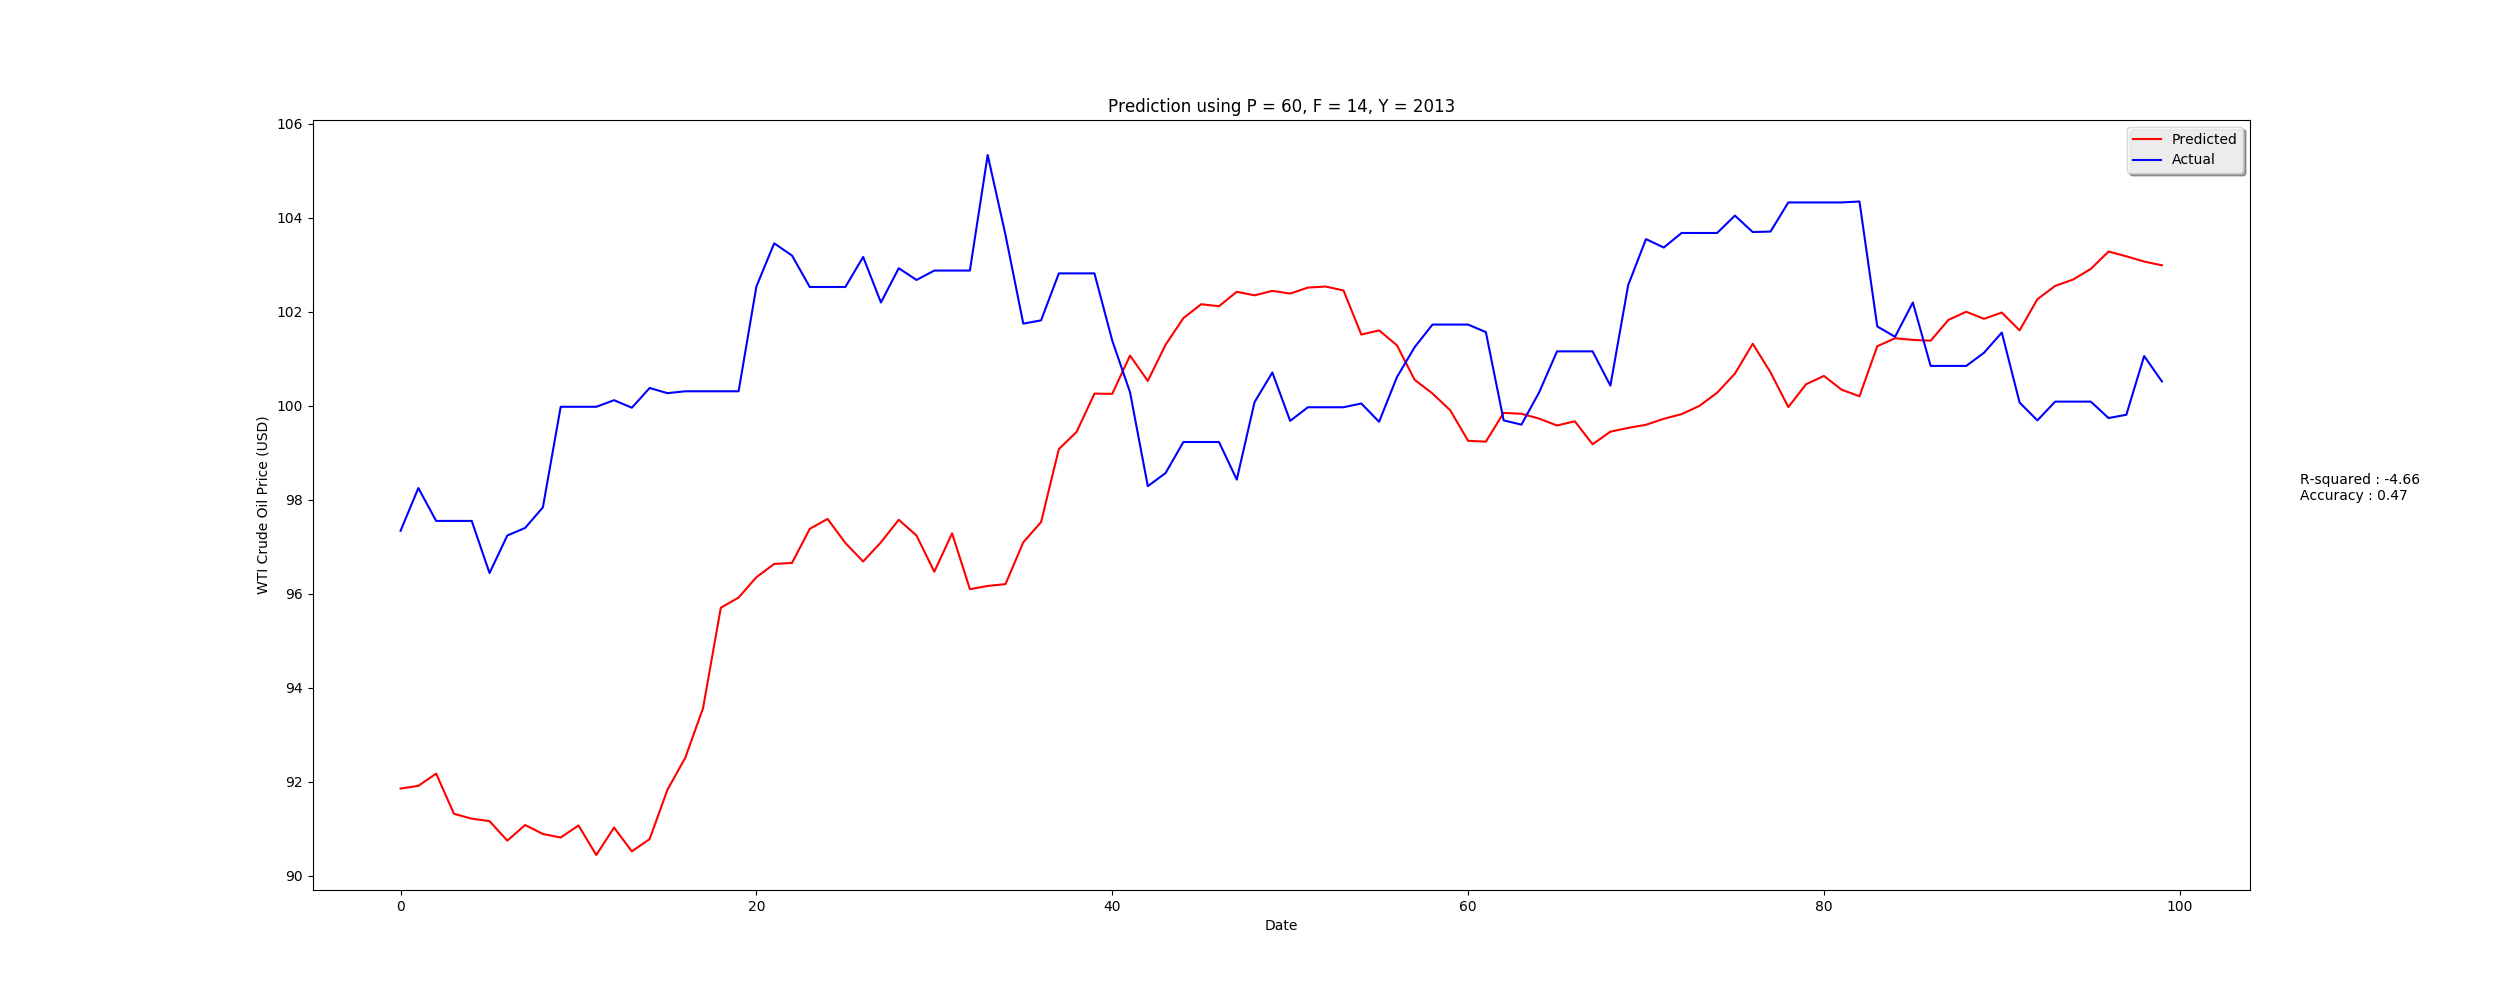 Prediction using P = 60, F = 14, Y = 2013
Predicted
Actual
106
104
102
100
98
96
94
92
90
WTI Crude Oil Price (USD)
0
20
40
60
80
100
Date
R-squared : -4.66
Accuracy : 0.47